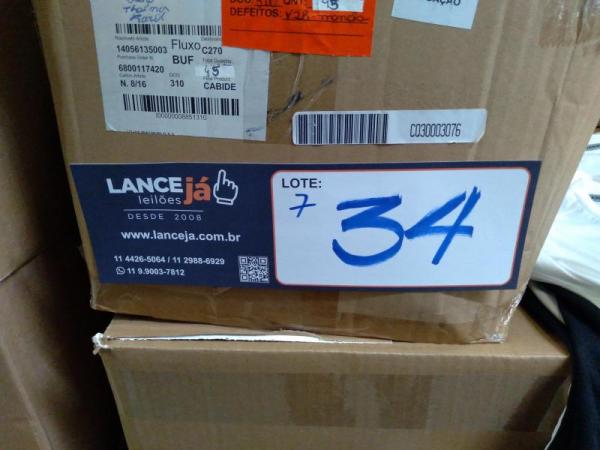 14056135003 Fluxo C270
BUF
6800117420
45
N. 8/16 310 CABIDE
DEFEITOS:
C030003076
LANCE já
leilões
DESDE 2008
www.lanceja.com.br
11 4426-5064 / 11 2988-6929
11 9.9003-7812
LOTE:
7 34